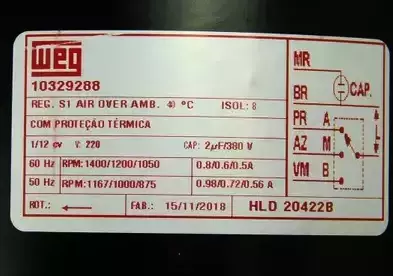 WEG
10329288
REG. S1 AIR OVER AMB. 40 ºC ISOL: B
COM PROTEÇÃO TÉRMICA
1/12 cv V: 220 CAP: 2µF/380 V
60 Hz RPM: 1400/1200/1050 0.8/0.6/0.5A
50 Hz RPM: 1167/1000/875 0.98/0.72/0.56 A
ROT.: ← FAB.: 15/11/2018 HLD 20422B
MR
BR CAP.
PR A
AZ M
VM B